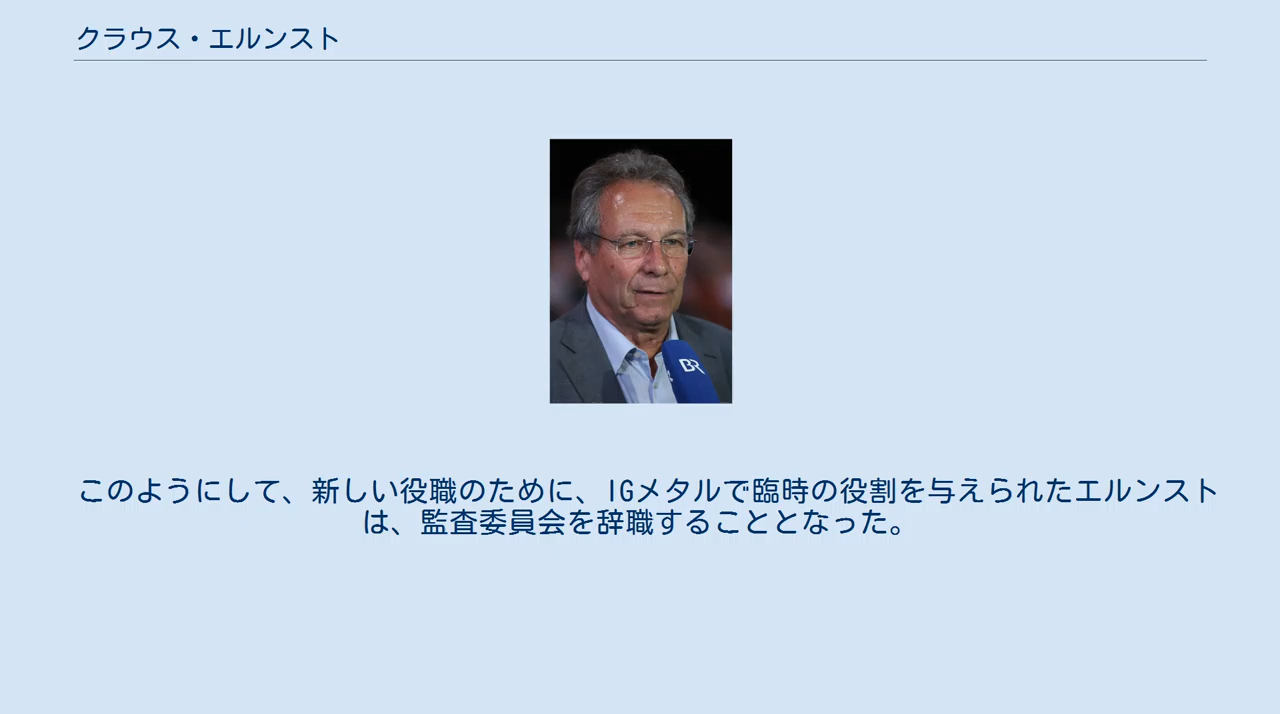 クラウス・エルンスト
BR
このようにして、新しい役職のために、IGメタルで臨時の役割を与えられたエルンスト
は、監査委員会を辞職することとなった。